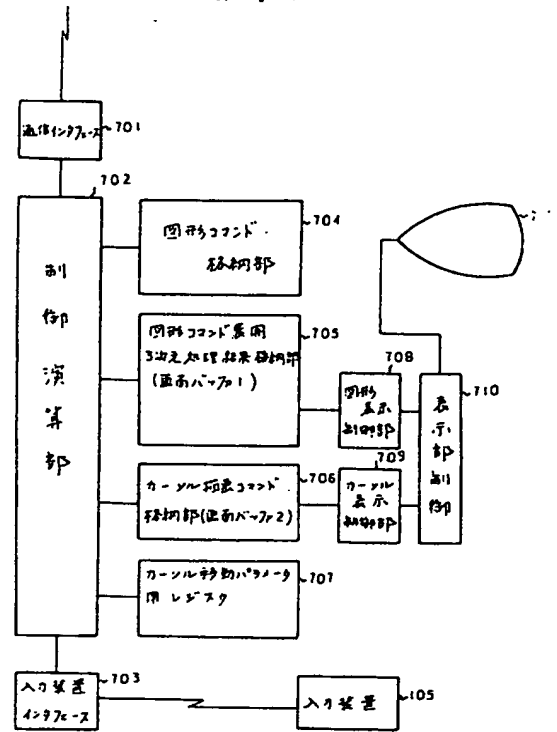 通信インタフェース
701
702
制御演算部
図形コマンド
格納部
704
図形コマンド展開
3次元処理結果格納部
(画面バッファ1)
705
図形
表示
制御部
708
表示部制御
710
カーソル描画コマンド
格納部(画面バッファ2)
706
カーソル
表示
制御部
709
カーソル移動パラメータ
用レジスタ
707
入力装置
インタフェース
703
入力装置
105